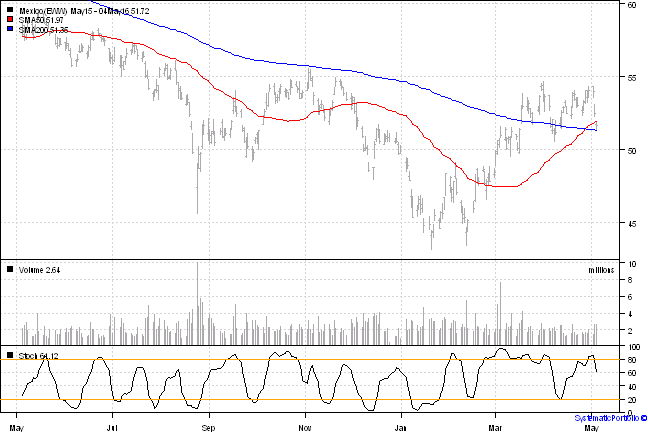 Mexico(EWW) May15 - 04May16 51.72
SMA50 51.97
SMA200 51.35
60
55
50
45
Volume 2.64
millions
10
8
6
4
2
Stoch 64.12
100
80
60
40
20
0
May Jul Sep Nov Jan Mar May
SystematicPortfolio ©